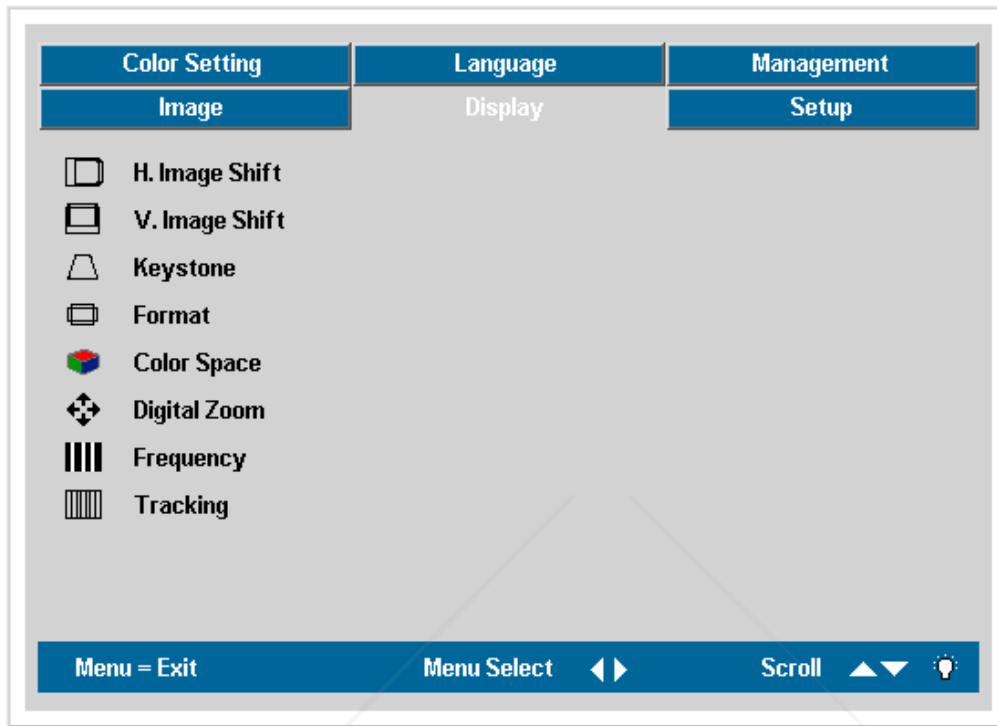 Color Setting Language Management
Image Display Setup
H. Image Shift
V. Image Shift
Keystone
Format
Color Space
Digital Zoom
Frequency
Tracking
Menu = Exit Menu Select Scroll